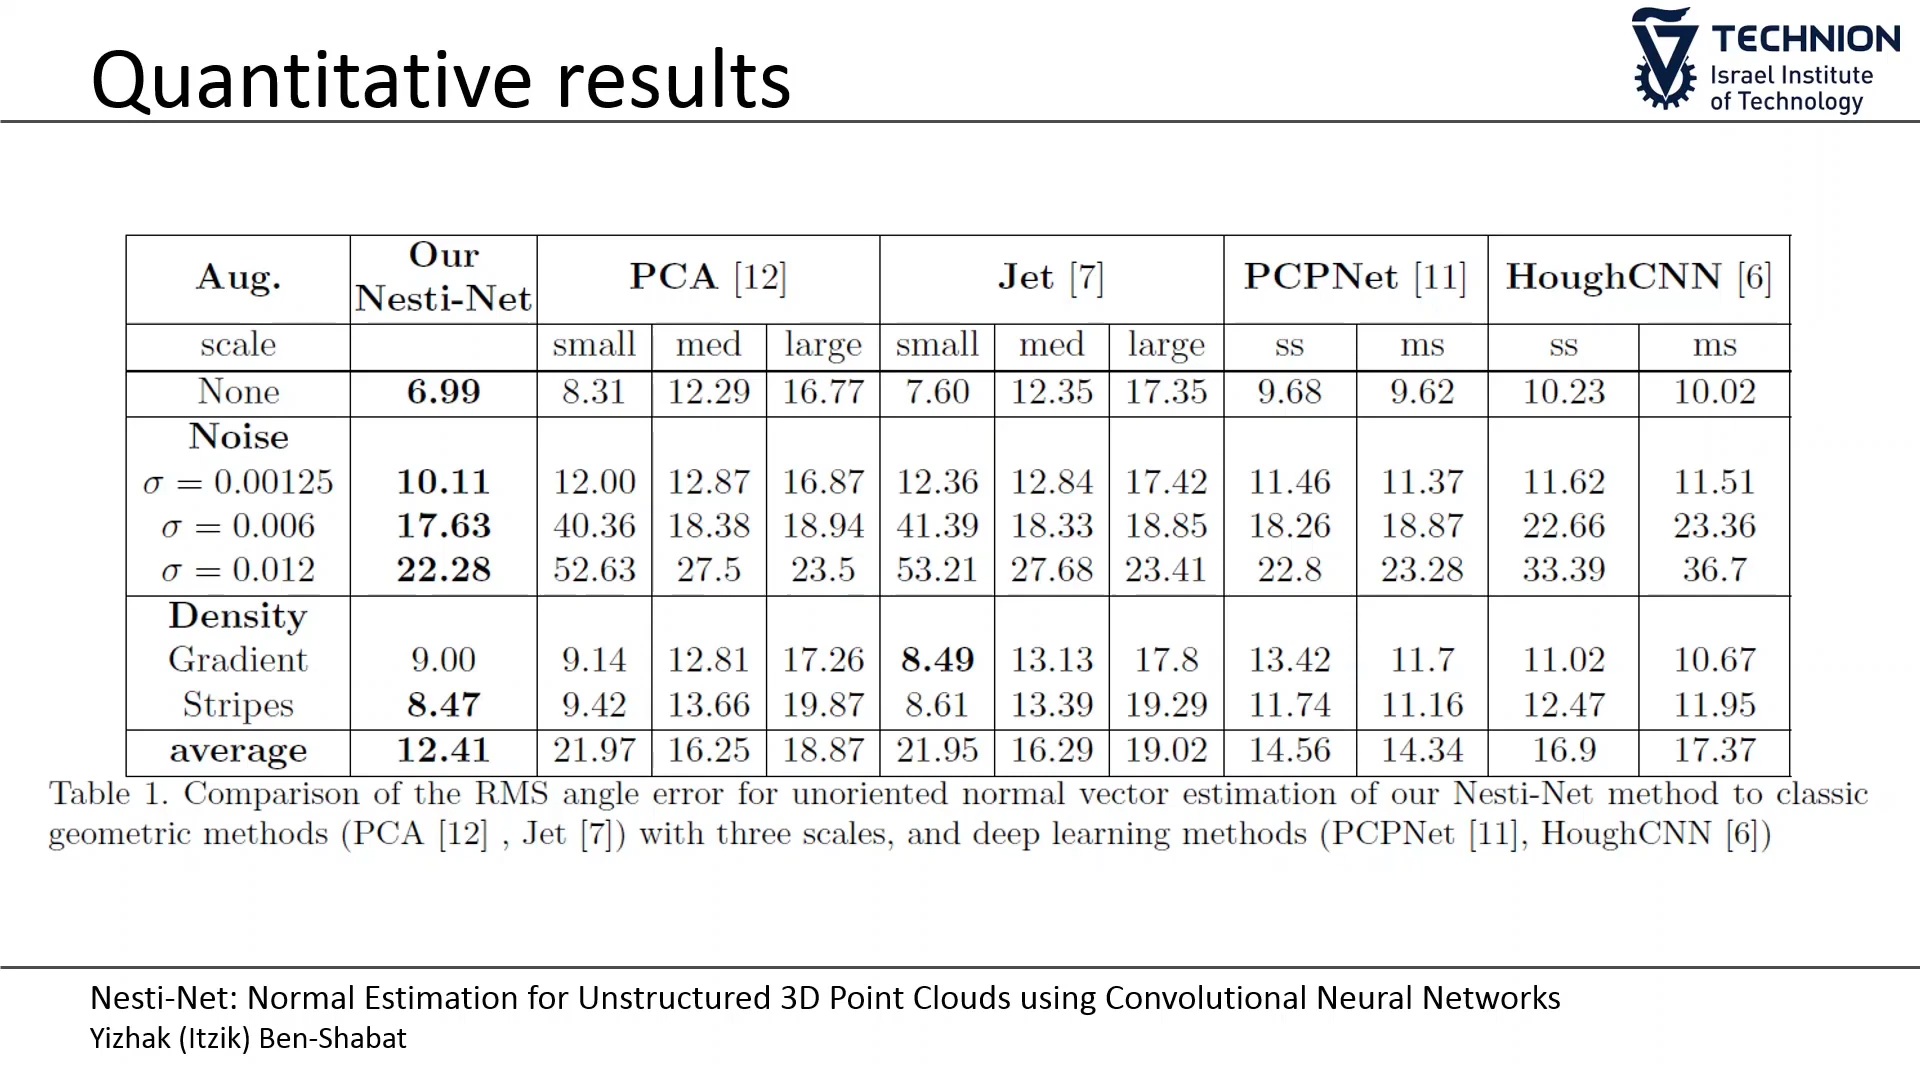 Quantitative results
TECHNION
Israel Institute
of Technology
Aug. Our Nesti-Net PCA [12] Jet [7] PCPNet [11] HoughCNN [6]
scale small med large small med large ss ms ss ms
None 6.99 8.31 12.29 16.77 7.60 12.35 17.35 9.68 9.62 10.23 10.02
Noise
σ = 0.00125 10.11 12.00 12.87 16.87 12.36 12.84 17.42 11.46 11.37 11.62 11.51
σ = 0.006 17.63 40.36 18.38 18.94 41.39 18.33 18.85 18.26 18.87 22.66 23.36
σ = 0.012 22.28 52.63 27.5 23.5 53.21 27.68 23.41 22.8 23.28 33.39 36.7
Density
Gradient 9.00 9.14 12.81 17.26 8.49 13.13 17.8 13.42 11.7 11.02 10.67
Stripes 8.47 9.42 13.66 19.87 8.61 13.39 19.29 11.74 11.16 12.47 11.95
average 12.41 21.97 16.25 18.87 21.95 16.29 19.02 14.56 14.34 16.9 17.37
Table 1. Comparison of the RMS angle error for unoriented normal vector estimation of our Nesti-Net method to classic
geometric methods (PCA [12] , Jet [7]) with three scales, and deep learning methods (PCPNet [11], HoughCNN [6])
Nesti-Net: Normal Estimation for Unstructured 3D Point Clouds using Convolutional Neural Networks
Yizhak (Itzik) Ben-Shabat